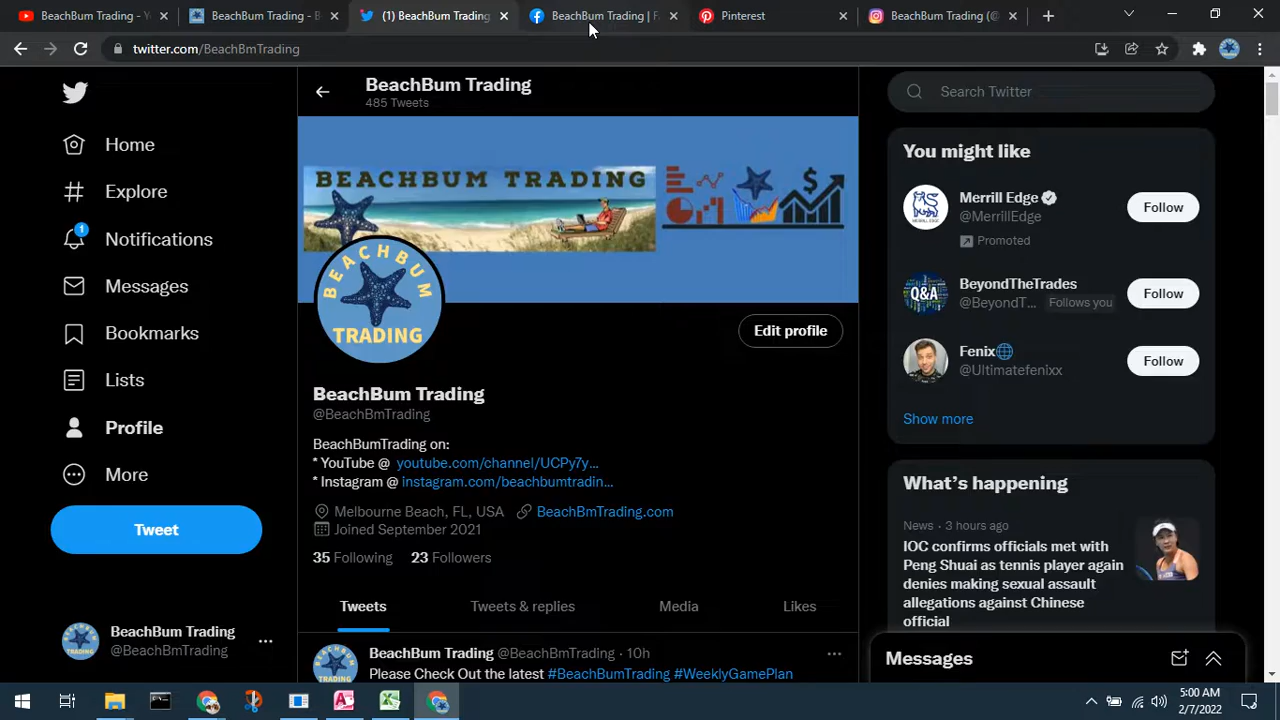 BeachBum Trading - Y
BeachBum Trading - B
(1) BeachBum Trading
BeachBum Trading | F
Pinterest
BeachBum Trading (@
twitter.com/BeachBmTrading
Home
Explore
1
Notifications
Messages
Bookmarks
Lists
Profile
More
Tweet
BeachBum Trading
@BeachBmTrading
BeachBum Trading
485 Tweets
BEACHBUM TRADING
$
BEACHBUM
TRADING
Edit profile
BeachBum Trading
@BeachBmTrading
BeachBumTrading on:
* YouTube @ youtube.com/channel/UCPy7y...
* Instagram @ instagram.com/beachbumtradin...
Melbourne Beach, FL, USA BeachBmTrading.com
Joined September 2021
35 Following 23 Followers
Tweets Tweets & replies Media Likes
BeachBum Trading @BeachBmTrading · 10h
Please Check Out the latest #BeachBumTrading #WeeklyGamePlan
Search Twitter
You might like
MERRILL EDGE
Merrill Edge
@MerrillEdge
Promoted
Follow
Q&A
BeyondTheTrades
@BeyondT... Follows you
Follow
Fenix
@Ultimatefenixx
Follow
Show more
What's happening
News · 3 hours ago
IOC confirms officials met with
Peng Shuai as tennis player again
denies making sexual assault
allegations against Chinese
official
Messages
5:00 AM
2/7/2022